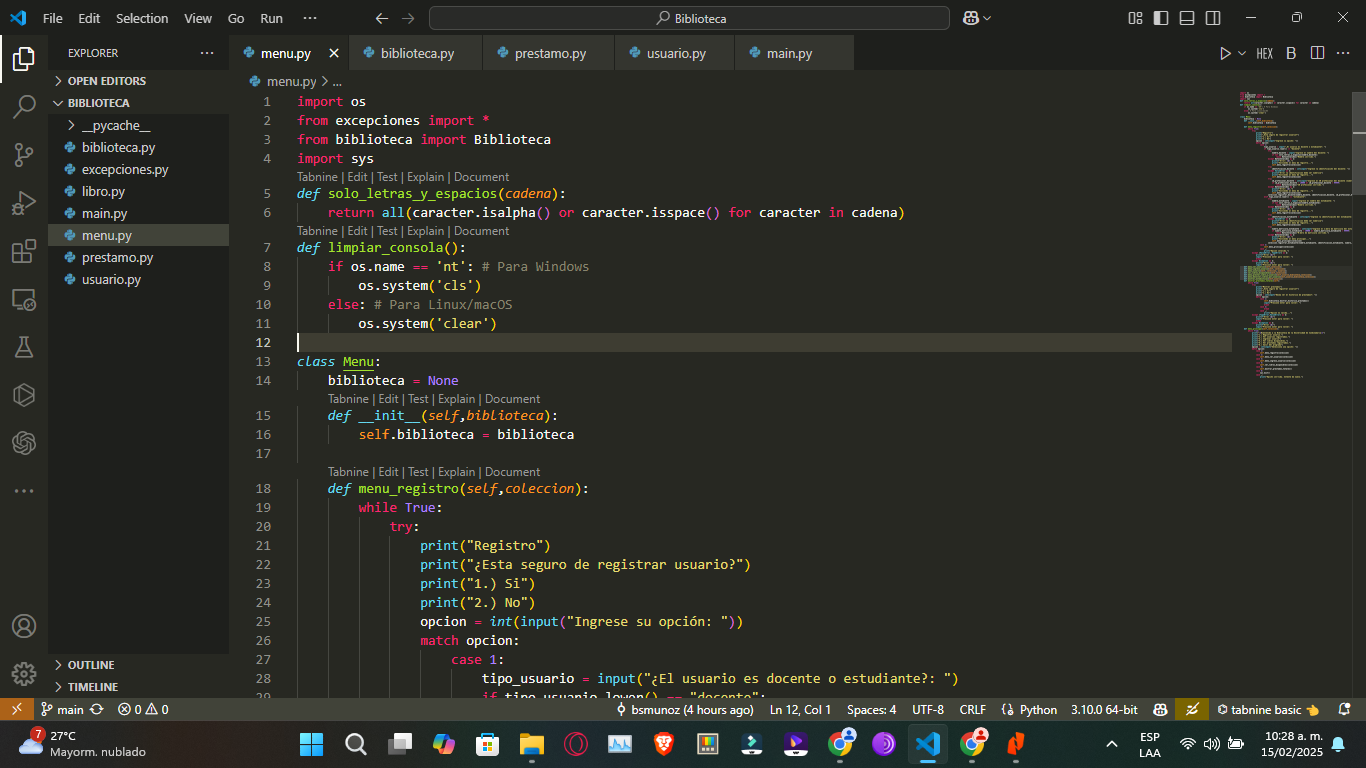 File Edit Selection View Go Run ··· Biblioteca
EXPLORER ···
OPEN EDITORS
BIBLIOTECA
__pycache__
biblioteca.py
excepciones.py
libro.py
main.py
menu.py
prestamo.py
usuario.py
OUTLINE
TIMELINE
menu.py biblioteca.py prestamo.py usuario.py main.py HEX B ···
menu.py > ...
1 import os
2 from excepciones import *
3 from biblioteca import Biblioteca
4 import sys
Tabnine | Edit | Test | Explain | Document
5 def solo_letras_y_espacios(cadena):
6 return all(caracter.isalpha() or caracter.isspace() for caracter in cadena)
Tabnine | Edit | Test | Explain | Document
7 def limpiar_consola():
8 if os.name == 'nt': # Para Windows
9 os.system('cls')
10 else: # Para Linux/macOS
11 os.system('clear')
12
13 class Menu:
14 biblioteca = None
Tabnine | Edit | Test | Explain | Document
15 def __init__(self,biblioteca):
16 self.biblioteca = biblioteca
17
Tabnine | Edit | Test | Explain | Document
18 def menu_registro(self,coleccion):
19 while True:
20 try:
21 print("Registro")
22 print("¿Esta seguro de registrar usuario?")
23 print("1.) Si")
24 print("2.) No")
25 opcion = int(input("Ingrese su opción: "))
26 match opcion:
27 case 1:
28 tipo_usuario = input("¿El usuario es docente o estudiante?: ")
29 if tipo_usuario.lower() == "docente":
main 0 0 bsmunoz (4 hours ago) Ln 12, Col 1 Spaces: 4 UTF-8 CRLF Python 3.10.0 64-bit tabnine basic
7 27°C
Mayorm. nublado
ESP
LAA
10:28 a. m.
15/02/2025